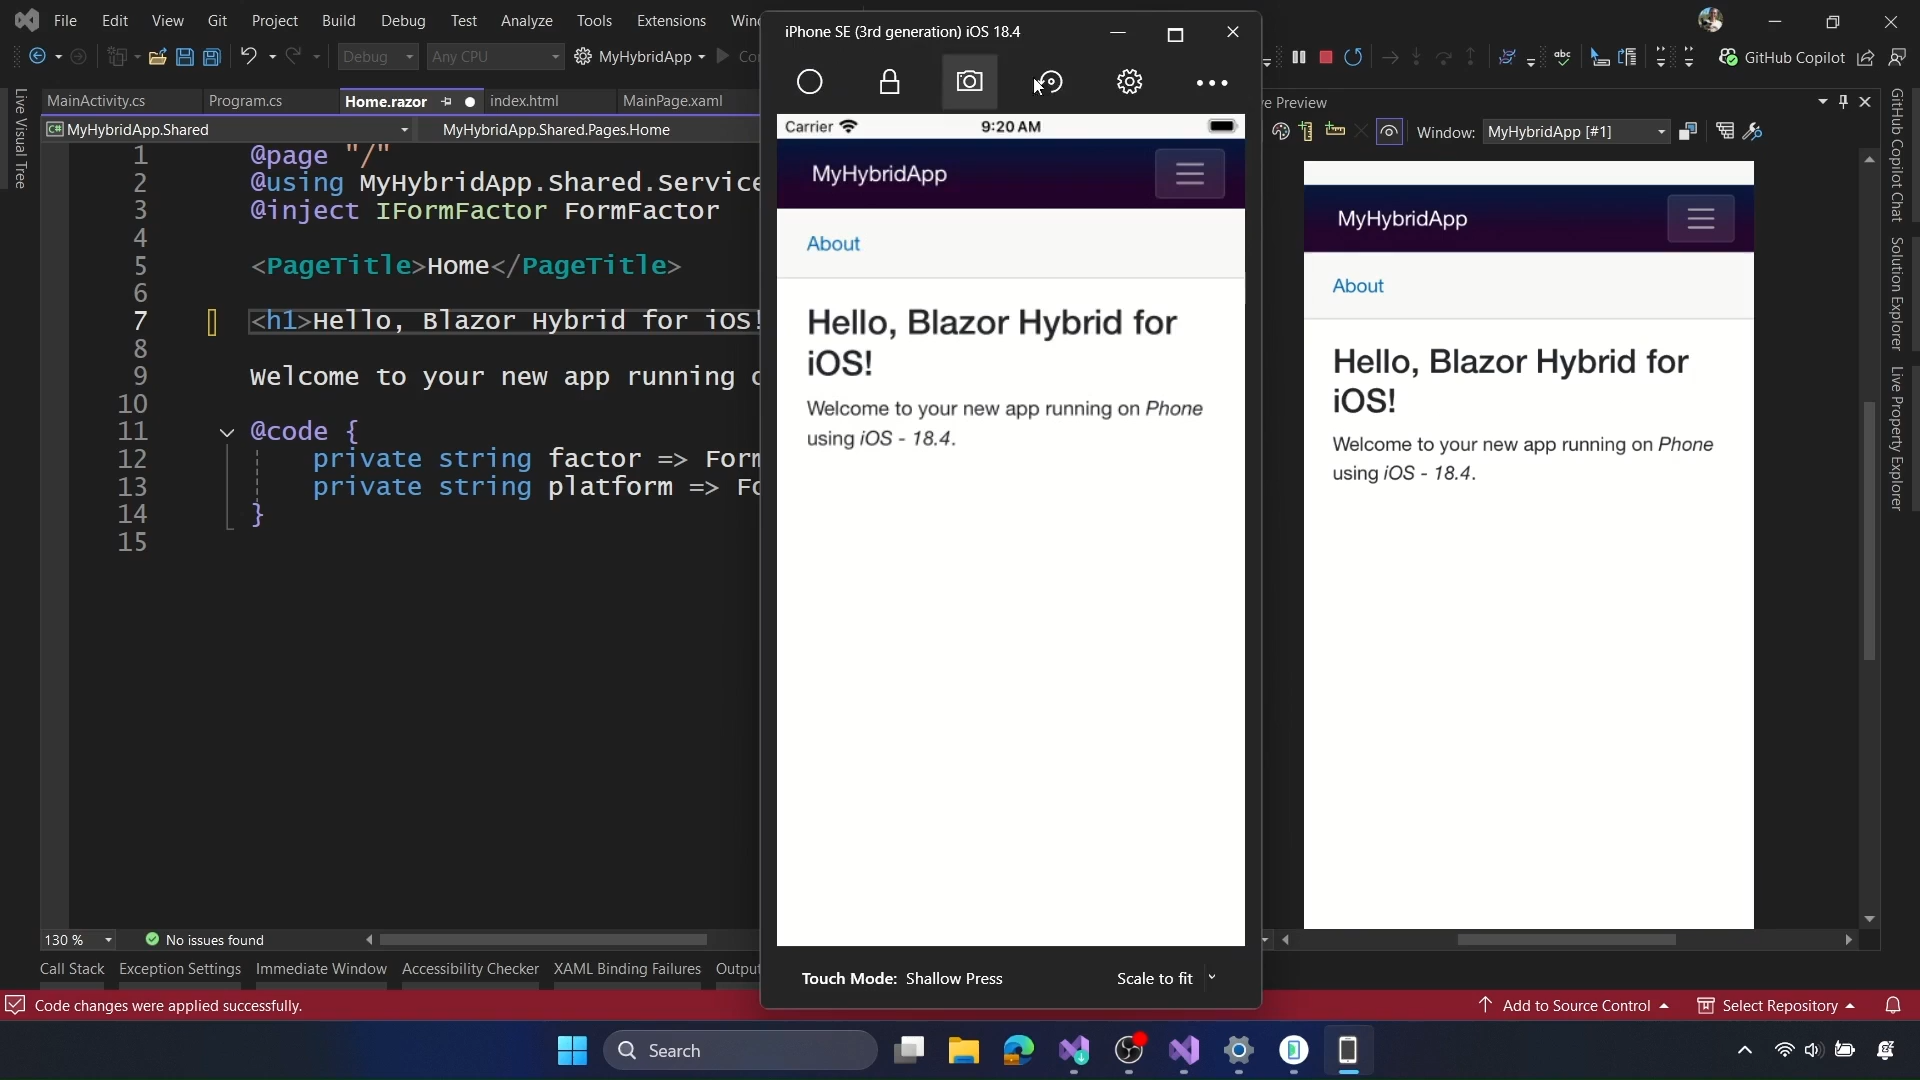 File Edit View Git Project Build Debug Test Analyze Tools Extensions
Debug Any CPU MyHybridApp
GitHub Copilot
Live Visual Tree
MainActivity.cs Program.cs Home.razor index.html MainPage.xaml
MyHybridApp.Shared MyHybridApp.Shared.Pages.Home
1 @page "/"
2 @using MyHybridApp.Shared.Service
3 @inject IFormFactor FormFactor
4
5 <PageTitle>Home</PageTitle>
6
7 <h1>Hello, Blazor Hybrid for iOS!
8
9 Welcome to your new app running
10
11 @code {
12 private string factor => Form
13 private string platform =>
14 }
15
130 % No issues found
Call Stack Exception Settings Immediate Window Accessibility Checker XAML Binding Failures Output
Code changes were applied successfully.
iPhone SE (3rd generation) iOS 18.4
Carrier 9:20 AM
MyHybridApp
About
Hello, Blazor Hybrid for
iOS!
Welcome to your new app running on Phone
using iOS - 18.4.
Touch Mode: Shallow Press Scale to fit
Preview
Window: MyHybridApp [#1]
MyHybridApp
About
Hello, Blazor Hybrid for
iOS!
Welcome to your new app running on Phone
using iOS - 18.4.
GitHub Copilot Chat
Solution Explorer
Live Property Explorer
Add to Source Control Select Repository
Search